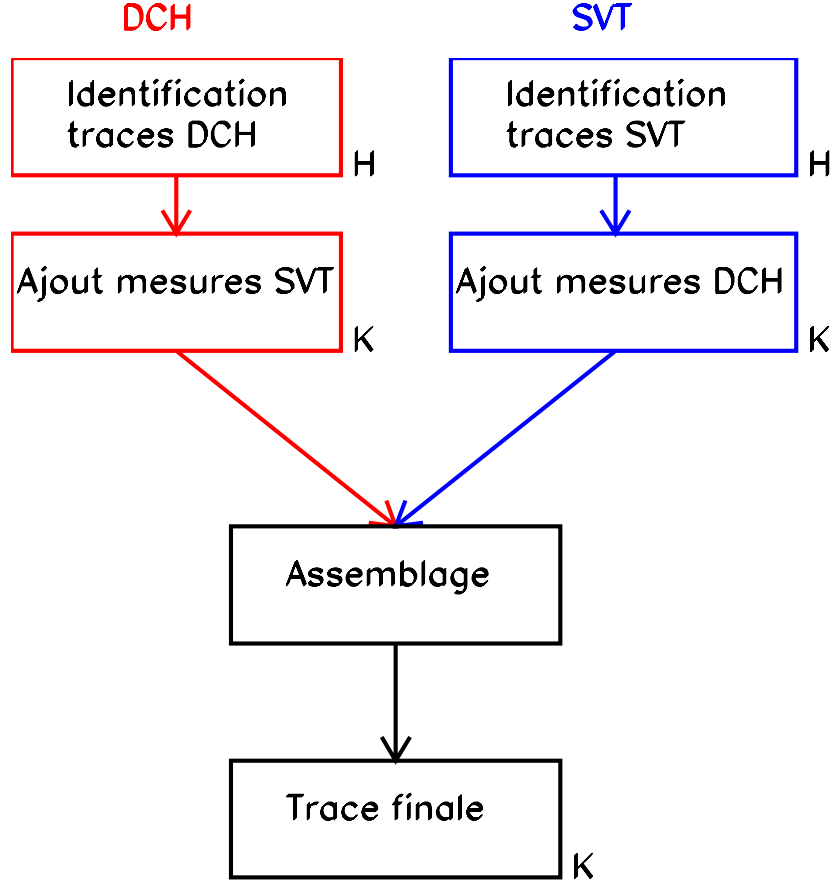 DCH
SVT
Identification
traces DCH
H
Identification
traces SVT
H
Ajout mesures SVT
K
Ajout mesures DCH
K
Assemblage
Trace finale
K